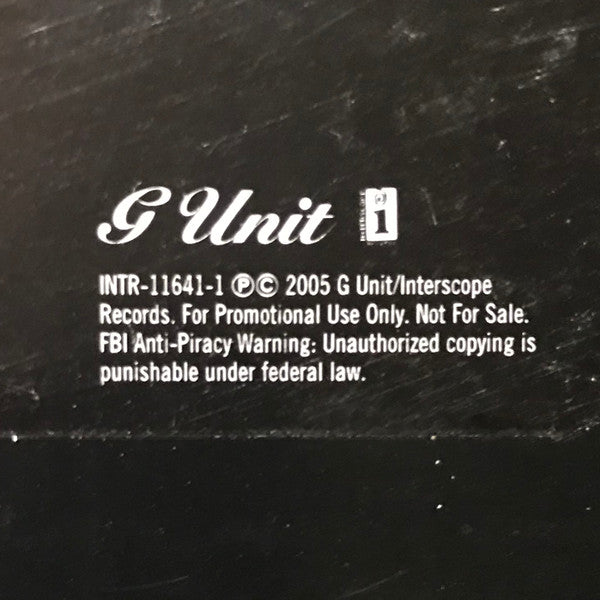 G Unit
INTR-11641-1 ℗© 2005 G Unit/Interscope
Records. For Promotional Use Only. Not For Sale.
FBI Anti-Piracy Warning: Unauthorized copying is
punishable under federal law.